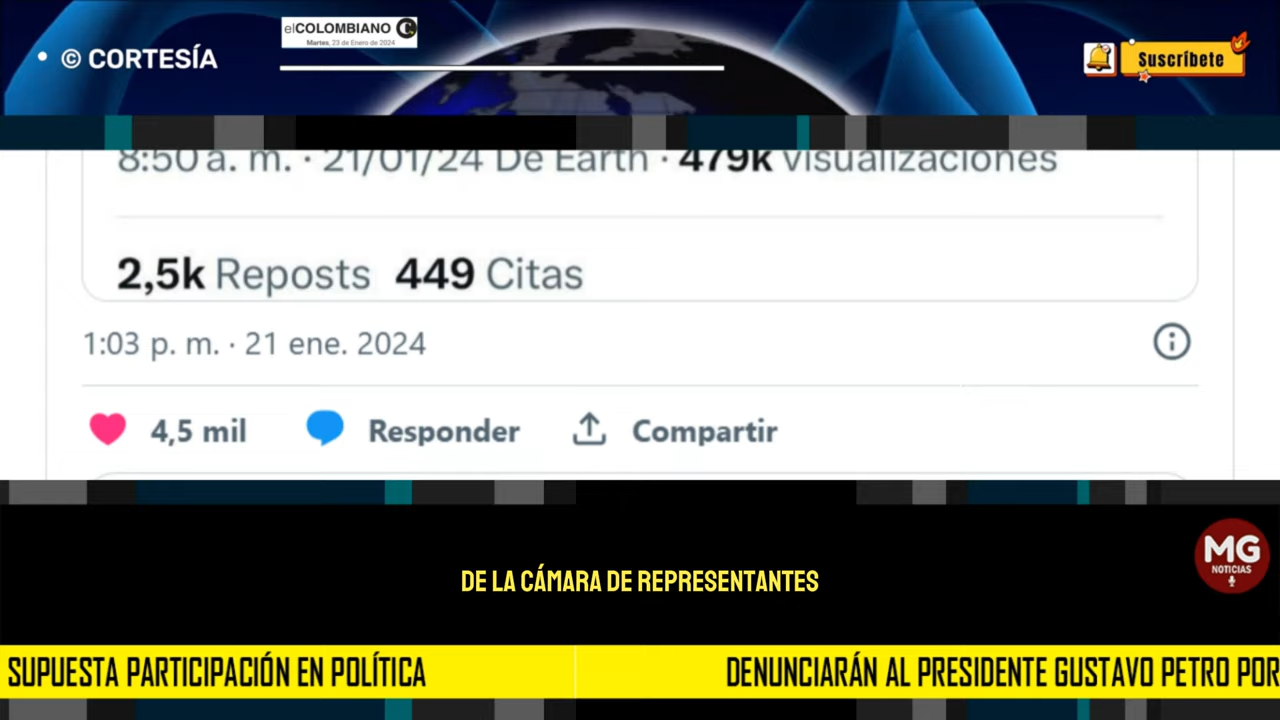 elCOLOMBIANO
Martes, 23 de Enero de 2024
• © CORTESÍA
Suscríbete
8:50 a. m. · 21/01/24 De Earth · 479k visualizaciones
2,5k Reposts 449 Citas
1:03 p. m. · 21 ene. 2024
4,5 mil Responder Compartir
MG
NOTICIAS
DE LA CÁMARA DE REPRESENTANTES
SUPUESTA PARTICIPACIÓN EN POLÍTICA DENUNCIARÁN AL PRESIDENTE GUSTAVO PETRO POR